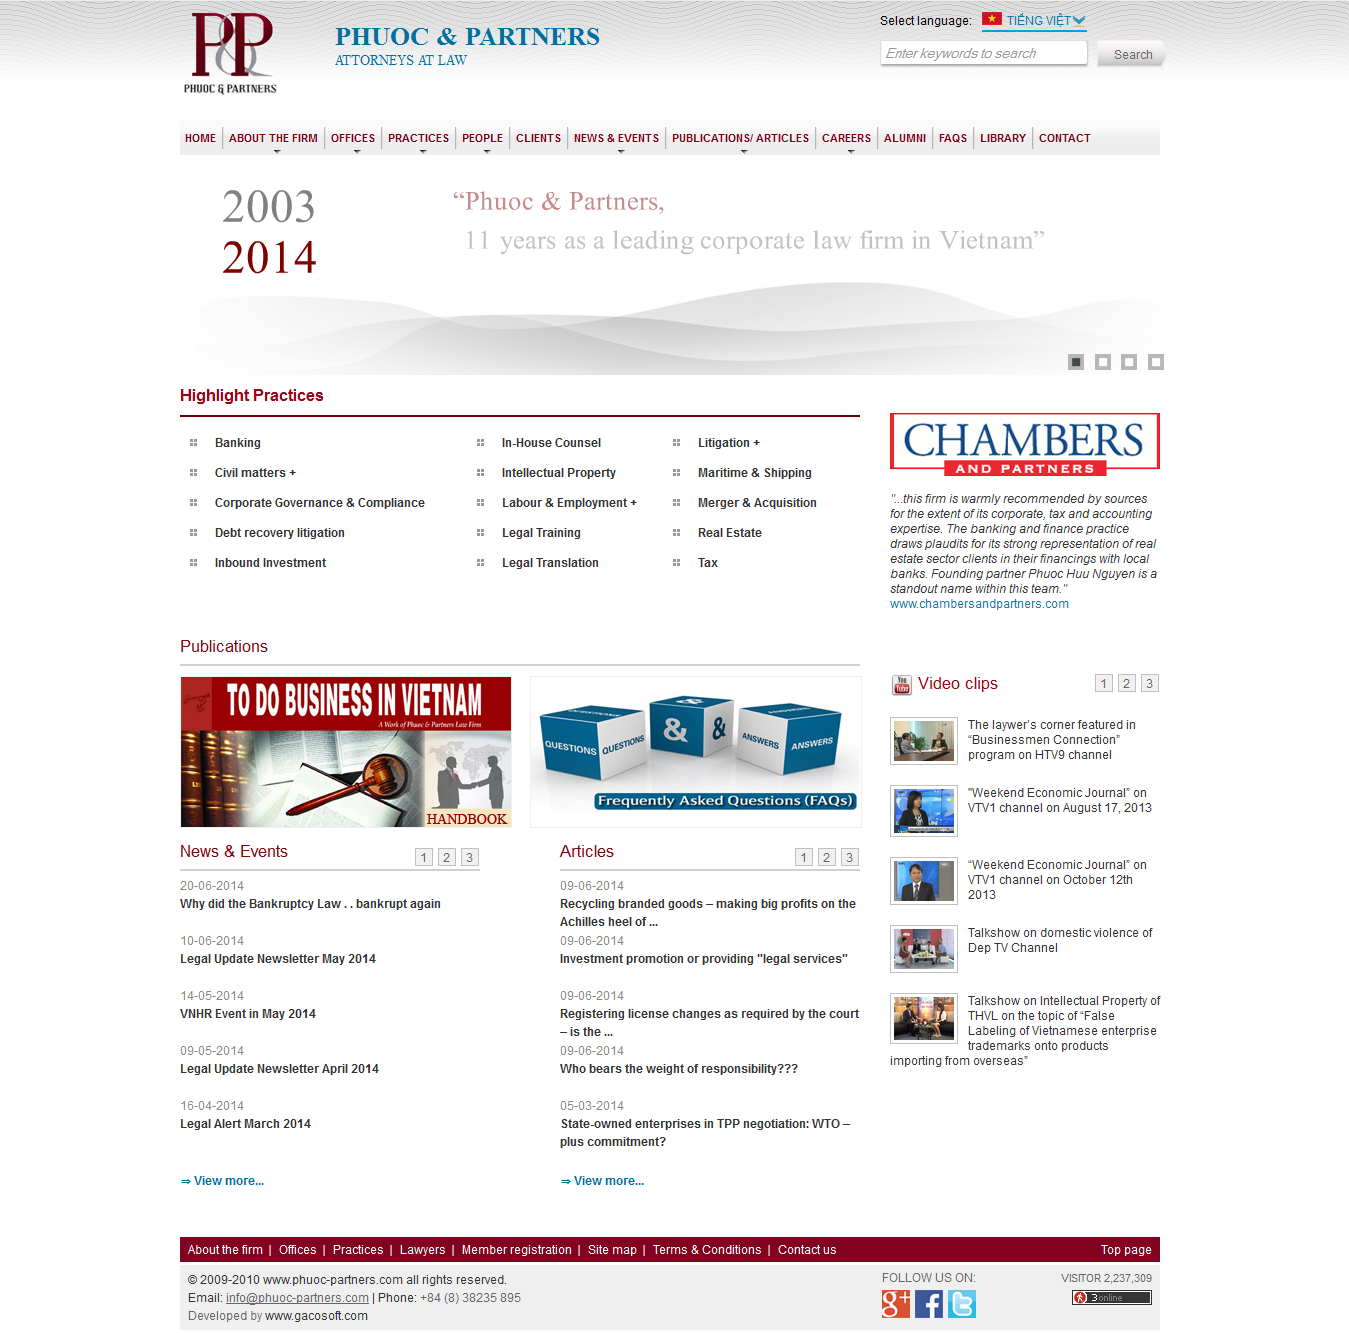 P&P
PHUOC & PARTNERS
PHUOC & PARTNERS
ATTORNEYS AT LAW
Select language: TIẾNG VIỆT
Enter keywords to search
Search
HOME ABOUT THE FIRM OFFICES PRACTICES PEOPLE CLIENTS NEWS & EVENTS PUBLICATIONS/ ARTICLES CAREERS ALUMNI FAQS LIBRARY CONTACT
2003
2014
“Phuoc & Partners,
11 years as a leading corporate law firm in Vietnam”
Highlight Practices
Banking
Civil matters +
Corporate Governance & Compliance
Debt recovery litigation
Inbound Investment
In-House Counsel
Intellectual Property
Labour & Employment +
Legal Training
Legal Translation
Litigation +
Maritime & Shipping
Merger & Acquisition
Real Estate
Tax
CHAMBERS
AND PARTNERS
"...this firm is warmly recommended by sources
for the extent of its corporate, tax and accounting
expertise. The banking and finance practice
draws plaudits for its strong representation of real
estate sector clients in their financings with local
banks. Founding partner Phuoc Huu Nguyen is a
standout name within this team."
www.chambersandpartners.com
Publications
TO DO BUSINESS IN VIETNAM
A Work of Phuoc & Partners Law Firm
HANDBOOK
QUESTIONS
QUESTIONS
QUESTIONS
&
&
ANSWERS
ANSWERS
Frequently Asked Questions (FAQs)
News & Events
1 2 3
20-06-2014
Why did the Bankruptcy Law . . bankrupt again
10-06-2014
Legal Update Newsletter May 2014
14-05-2014
VNHR Event in May 2014
09-05-2014
Legal Update Newsletter April 2014
16-04-2014
Legal Alert March 2014
⇒ View more...
Articles
1 2 3
09-06-2014
Recycling branded goods – making big profits on the
Achilles heel of ...
09-06-2014
Investment promotion or providing "legal services"
09-06-2014
Registering license changes as required by the court
– is the ...
09-06-2014
Who bears the weight of responsibility???
05-03-2014
State-owned enterprises in TPP negotiation: WTO –
plus commitment?
⇒ View more...
You
Tube
Video clips
1 2 3
The laywer’s corner featured in
“Businessmen Connection”
program on HTV9 channel
"Weekend Economic Journal” on
VTV1 channel on August 17, 2013
“Weekend Economic Journal” on
VTV1 channel on October 12th
2013
Talkshow on domestic violence of
Dep TV Channel
Talkshow on Intellectual Property of
THVL on the topic of “False
Labeling of Vietnamese enterprise
trademarks onto products
importing from overseas”
About the firm | Offices | Practices | Lawyers | Member registration | Site map | Terms & Conditions | Contact us
Top page
© 2009-2010 www.phuoc-partners.com all rights reserved.
Email: info@phuoc-partners.com | Phone: +84 (8) 38235 895
Developed by www.gacosoft.com
FOLLOW US ON:
VISITOR 2,237,309
3 online